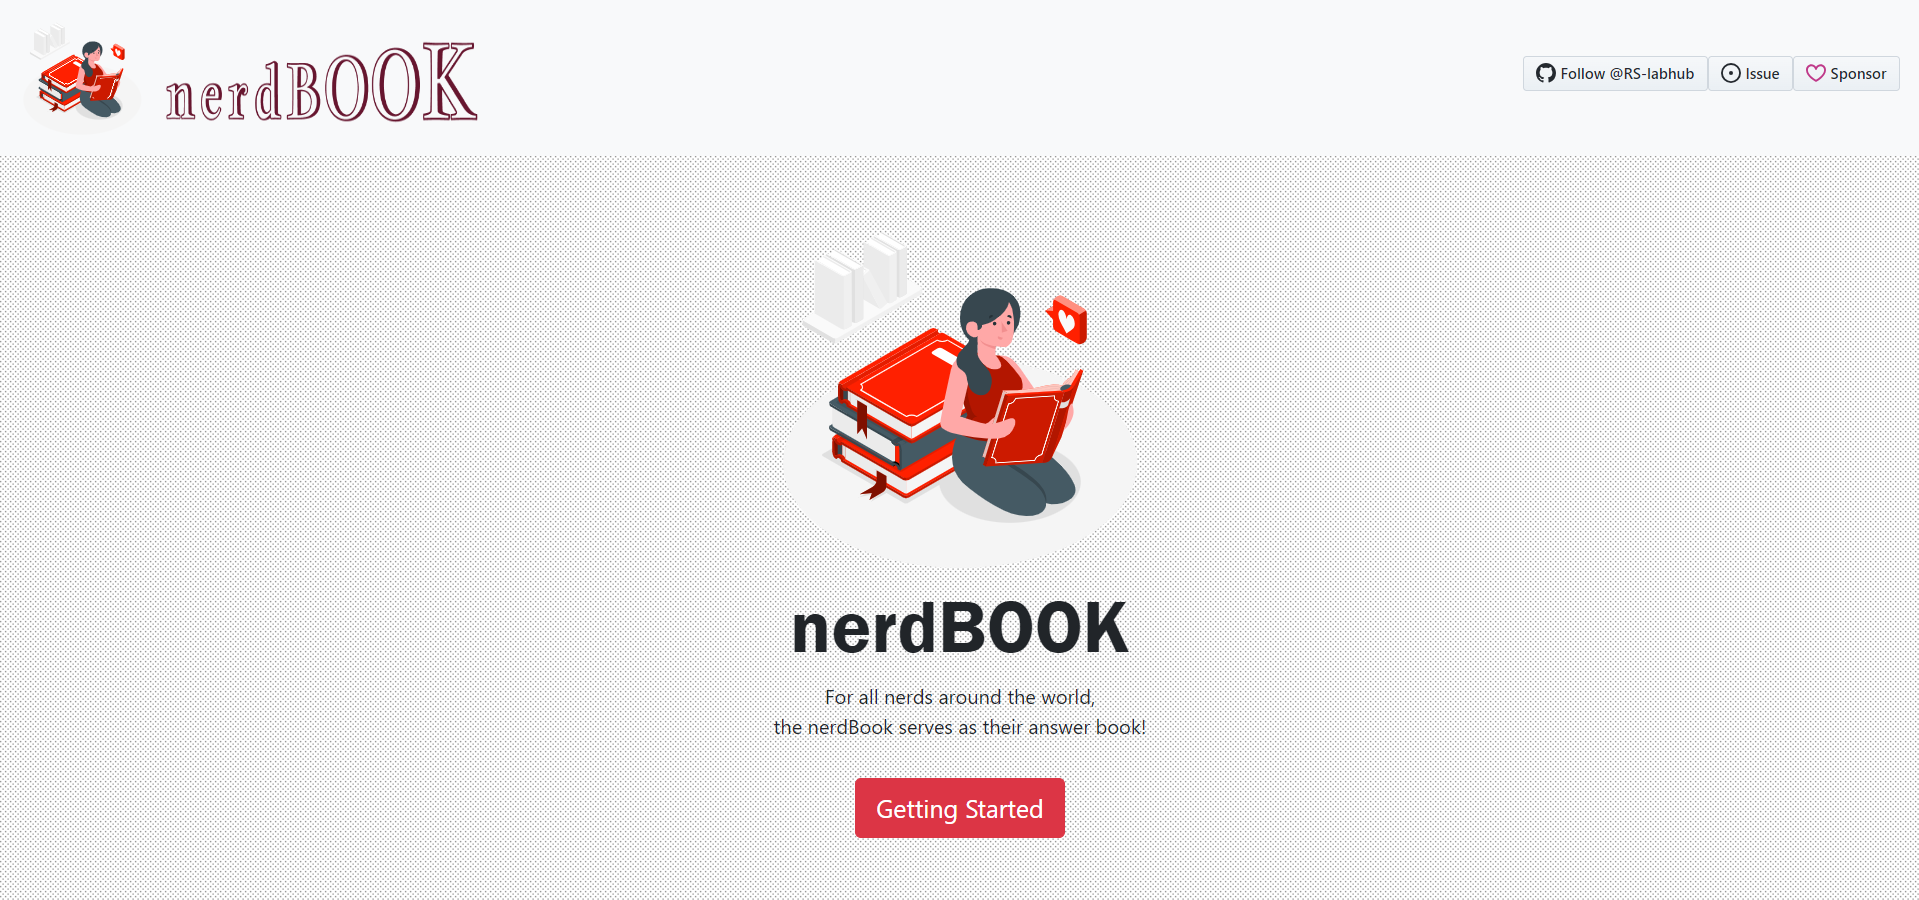 nerdBOOK
Follow @RS-labhub
Issue
Sponsor
nerdBOOK
For all nerds around the world,
the nerdBook serves as their answer book!
Getting Started